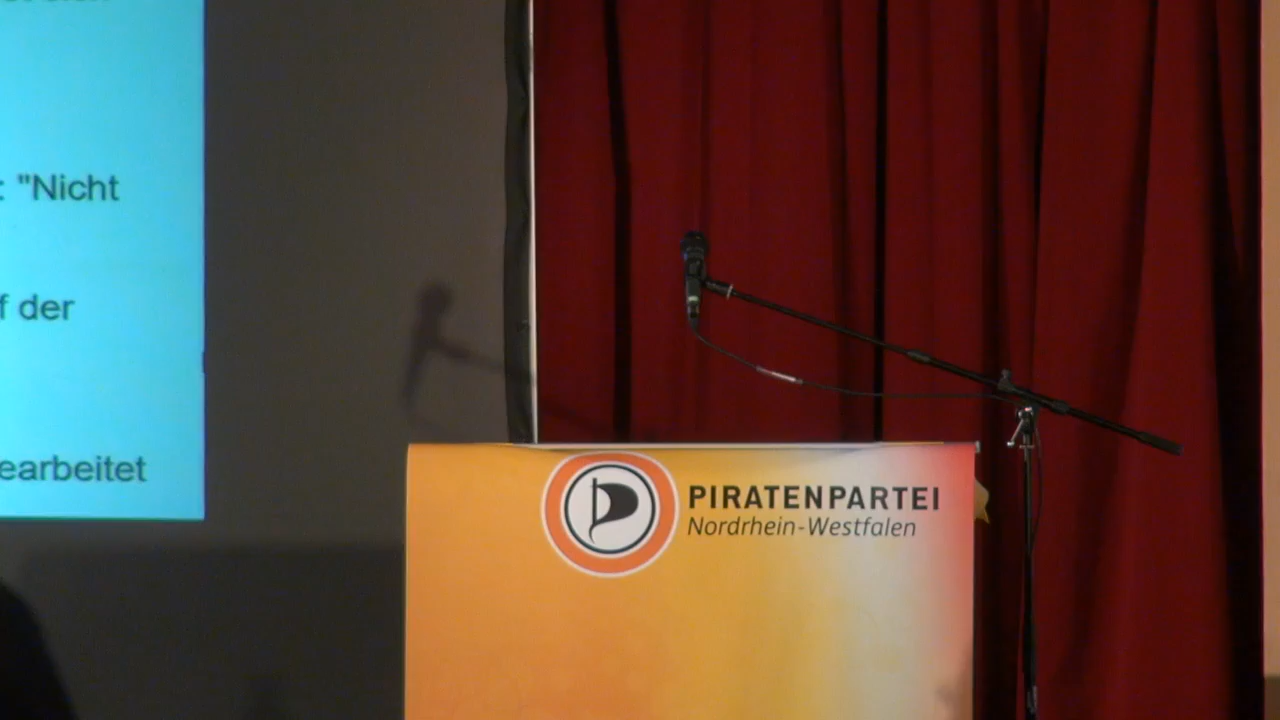 : "Nicht
f der
earbeitet
PIRATENPARTEI
Nordrhein-Westfalen